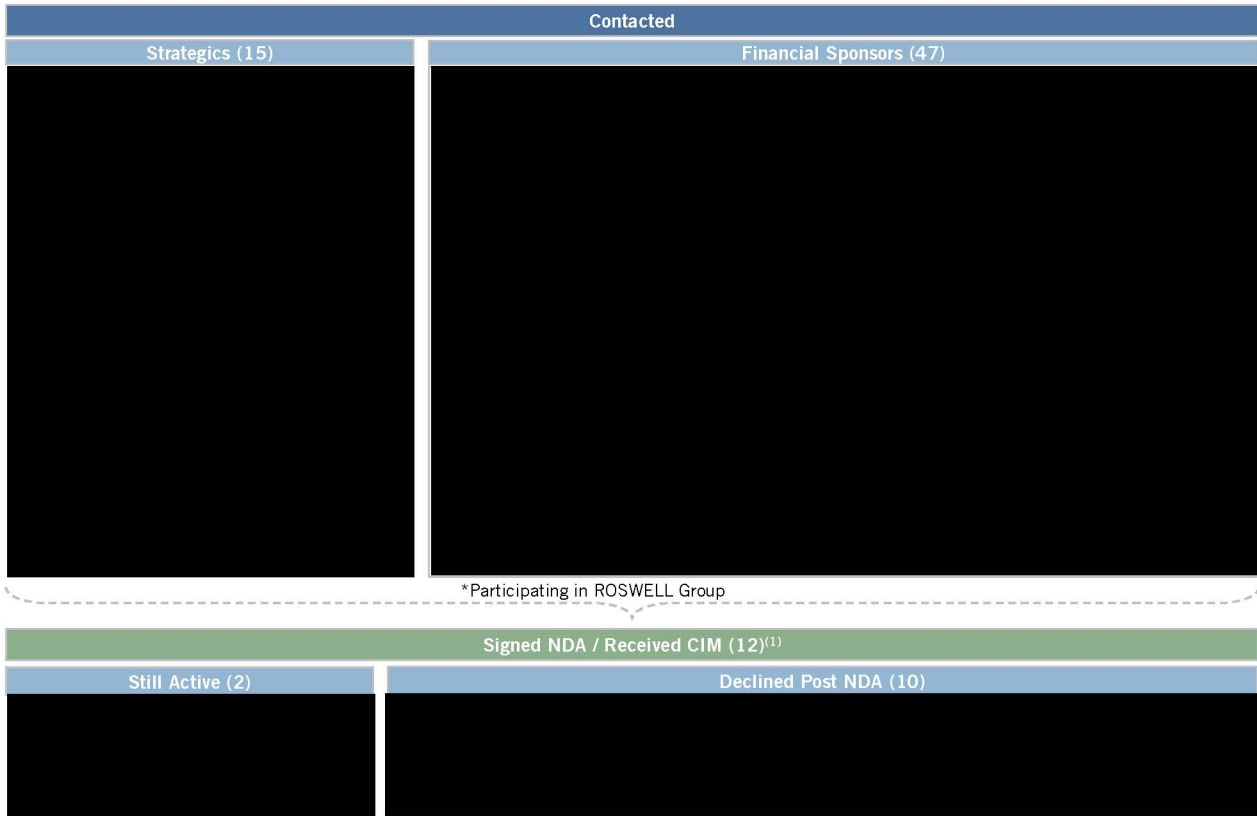 Contacted
Strategics (15)
Financial Sponsors (47)
*Participating in ROSWELL Group
Signed NDA / Received CIM (12)(1)
Still Active (2)
Declined Post NDA (10)